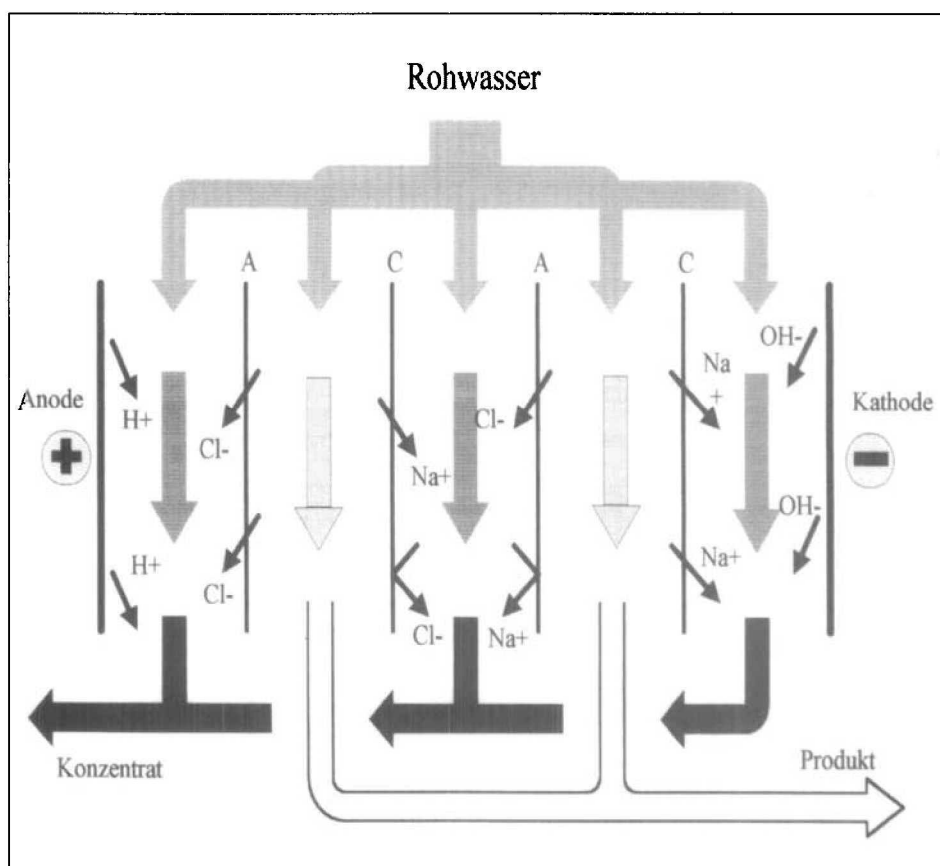 Rohwasser
A
C
A
C
OH-
Na
+
Anode
Kathode
H+
Cl-
Cl-
Na+
OH-
H+
Na+
Cl-
Cl-
Na+
Konzentrat
Produkt